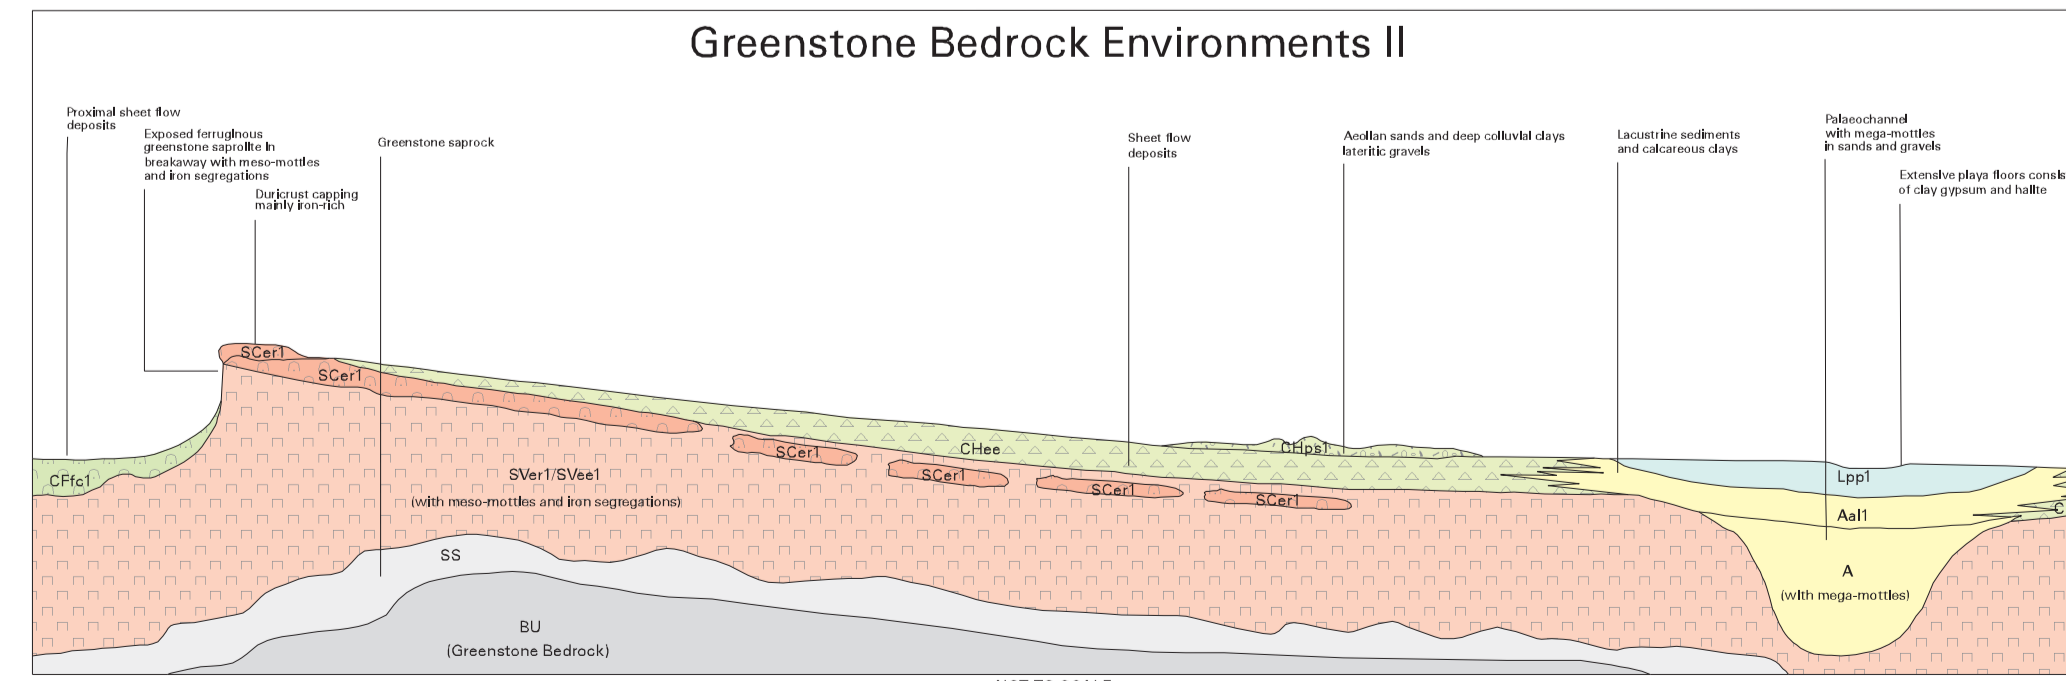 Greenstone Bedrock Environments II
Proximal sheet flow
deposits
Exposed ferruginous
greenstone saprolite in
breakaway with meso-mottles
and iron segregations
Duricrust capping
mainly iron-rich
Greenstone saprock
Sheet flow
deposits
Aeolian sands and deep colluvial clays
lateritic gravels
Lacustrine sediments
and calcareous clays
Palaeochannel
with mega-mottles
in sands and gravels
Extensive playa floors consis
of clay gypsum and halite
SCer1
SCer1
CFfc1
SVer1/SVee1
(with meso-mottles and iron segregations)
SCer1
CHee
SCer1
SCer1
SCer1
CHps1
Lpp1
Aal1
C
A
(with mega-mottles)
SS
BU
(Greenstone Bedrock)